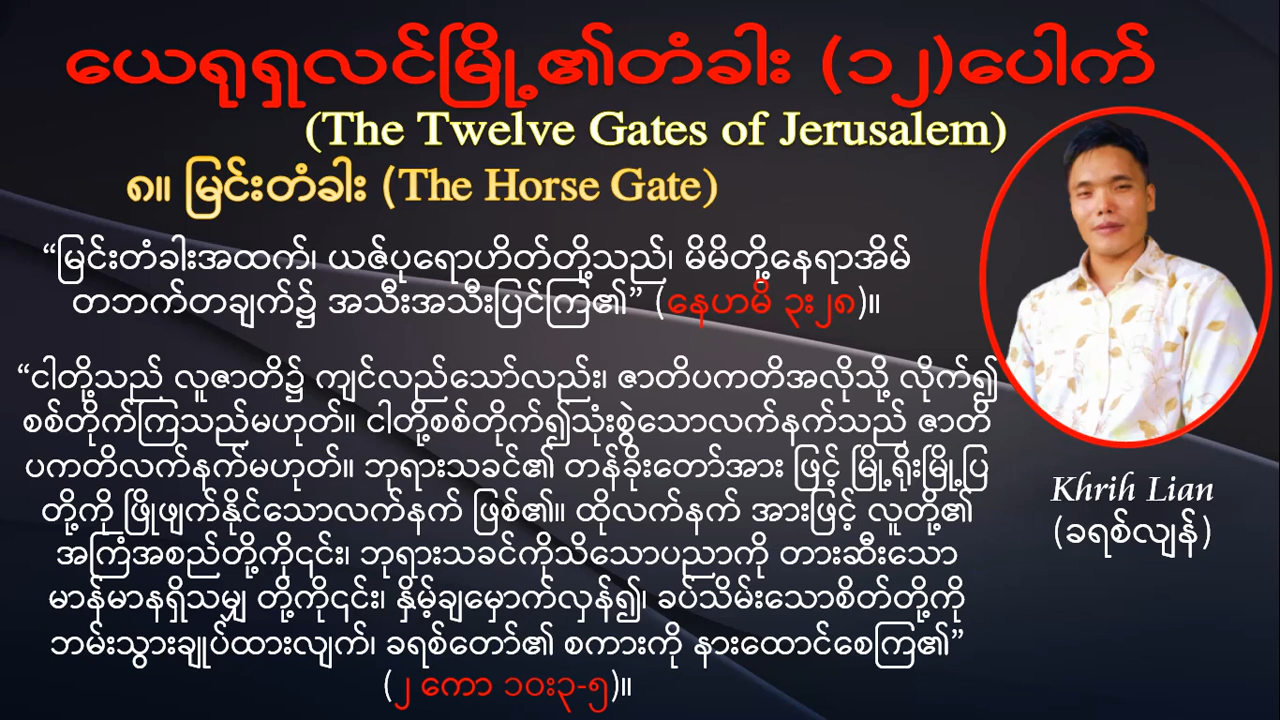 ယေရုရှလင်မြို့၏တံခါး (၁၂)ပေါက်
(The Twelve Gates of Jerusalem)
၈။ မြင်းတံခါး (The Horse Gate)
“မြင်းတံခါးအထက်၊ ယဇ်ပုရောဟိတ်တို့သည်၊ မိမိတို့နေရာအိမ်
တဘက်တချက်၌ အသီးအသီးပြင်ကြ၏” (နေဟမိ ၃း၂၈)။
“ငါတို့သည် လူဇာတိ၌ ကျင်လည်သော်လည်း၊ ဇာတိပကတိအလိုသို့ လိုက်၍
စစ်တိုက်ကြသည်မဟုတ်။ ငါတို့စစ်တိုက်၍သုံးစွဲသောလက်နက်သည် ဇာတိ
ပကတိလက်နက်မဟုတ်။ ဘုရားသခင်၏ တန်ခိုးတော်အား ဖြင့် မြို့ရိုးမြို့ပြ
တို့ကို ဖြိုဖျက်နိုင်သောလက်နက် ဖြစ်၏။ ထိုလက်နက် အားဖြင့် လူတို့၏
အကြံအစည်တို့ကို၎င်း၊ ဘုရားသခင်ကိုသိသောပညာကို တားဆီးသော
မာန်မာနရှိသမျှ တို့ကို၎င်း၊ နှိမ့်ချမှောက်လှန်၍၊ ခပ်သိမ်းသောစိတ်တို့ကို
ဘမ်းသွားချုပ်ထားလျက်၊ ခရစ်တော်၏ စကားကို နားထောင်စေကြ၏”
(၂ ကော ၁၀း၃-၅)။
Khrih Lian
(ခရစ်လျန်)